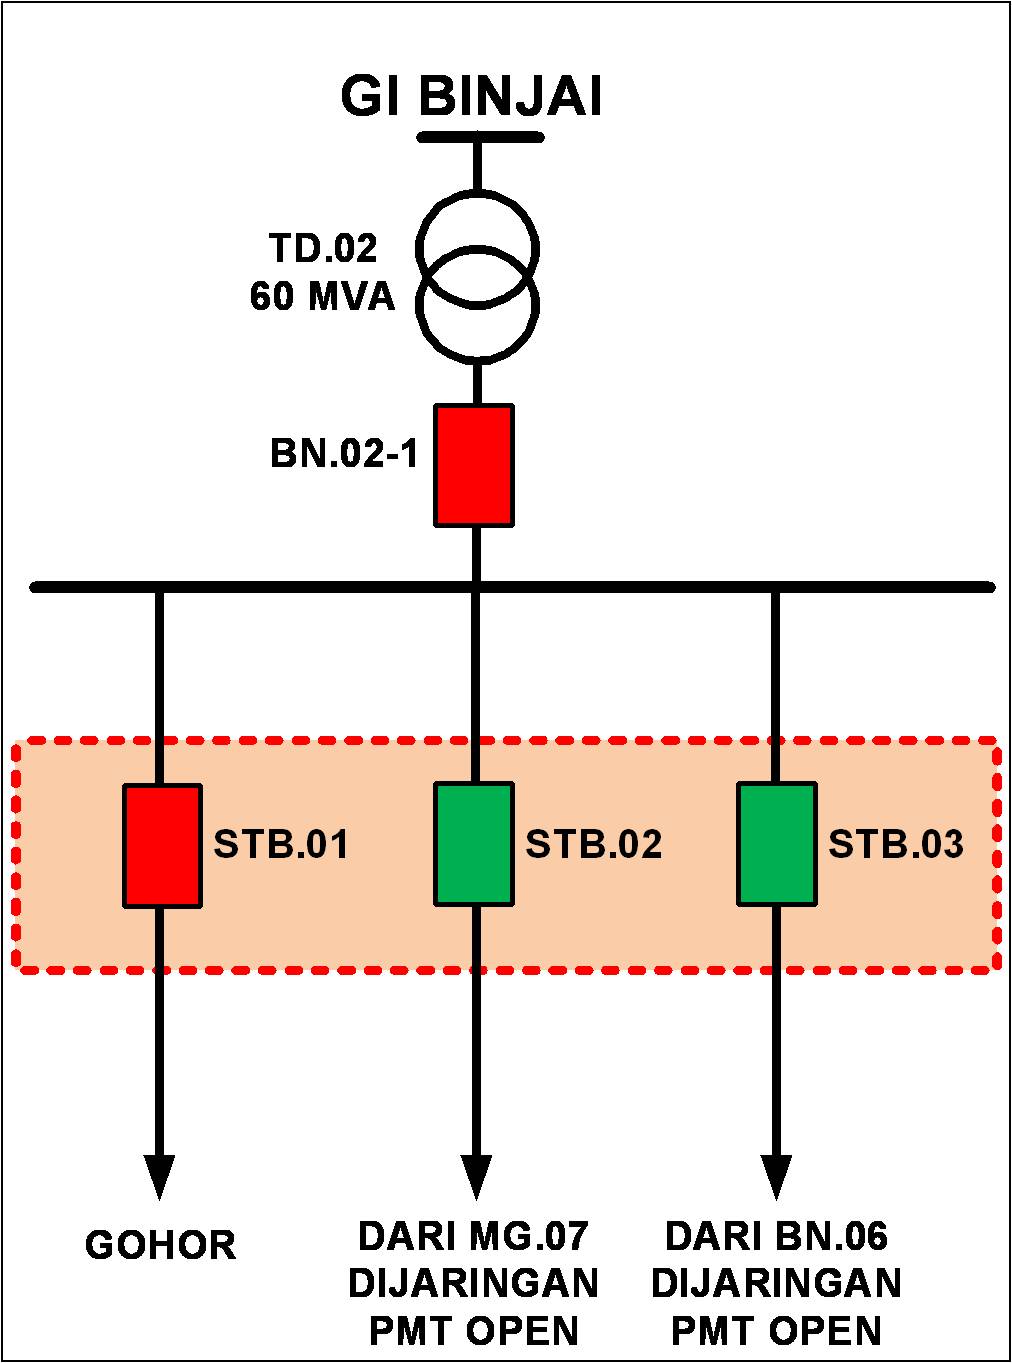 GI BINJAI
TD.02
60 MVA
BN.02-1
STB.01
STB.02
STB.03
GOHOR
DARI MG.07
DIJARINGAN
PMT OPEN
DARI BN.06
DIJARINGAN
PMT OPEN